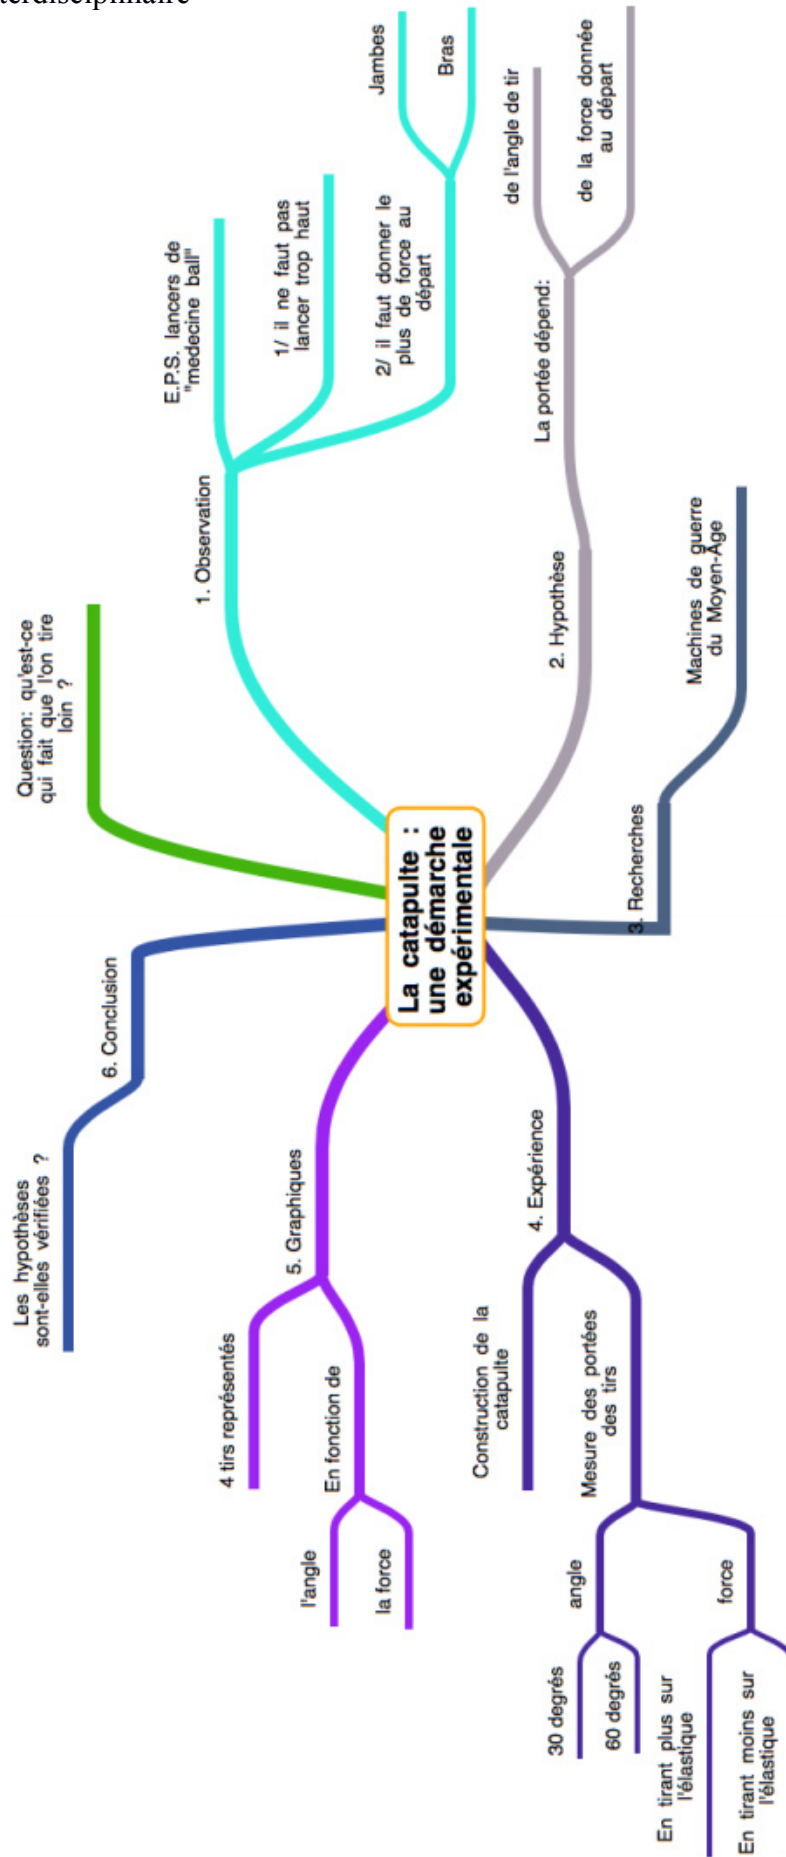 terdisciplinaire
La catapulte :
une démarche
expérimentale
Question: qu'est-ce
qui fait que l'on tire
loin ?
1. Observation
E.P.S. lancers de
"medecine ball"
1/ il ne faut pas
lancer trop haut
2/ il faut donner le
plus de force au
départ
Jambes
Bras
2. Hypothèse
La portée dépend:
de l'angle de tir
de la force donnée
au départ
3. Recherches
Machines de guerre
du Moyen-Âge
4. Expérience
Construction de la
catapulte
Mesure des portées
des tirs
angle
30 degrés
60 degrés
force
En tirant plus sur
l'élastique
En tirant moins sur
l'élastique
5. Graphiques
4 tirs représentés
En fonction de
l'angle
la force
6. Conclusion
Les hypothèses
sont-elles vérifiées ?